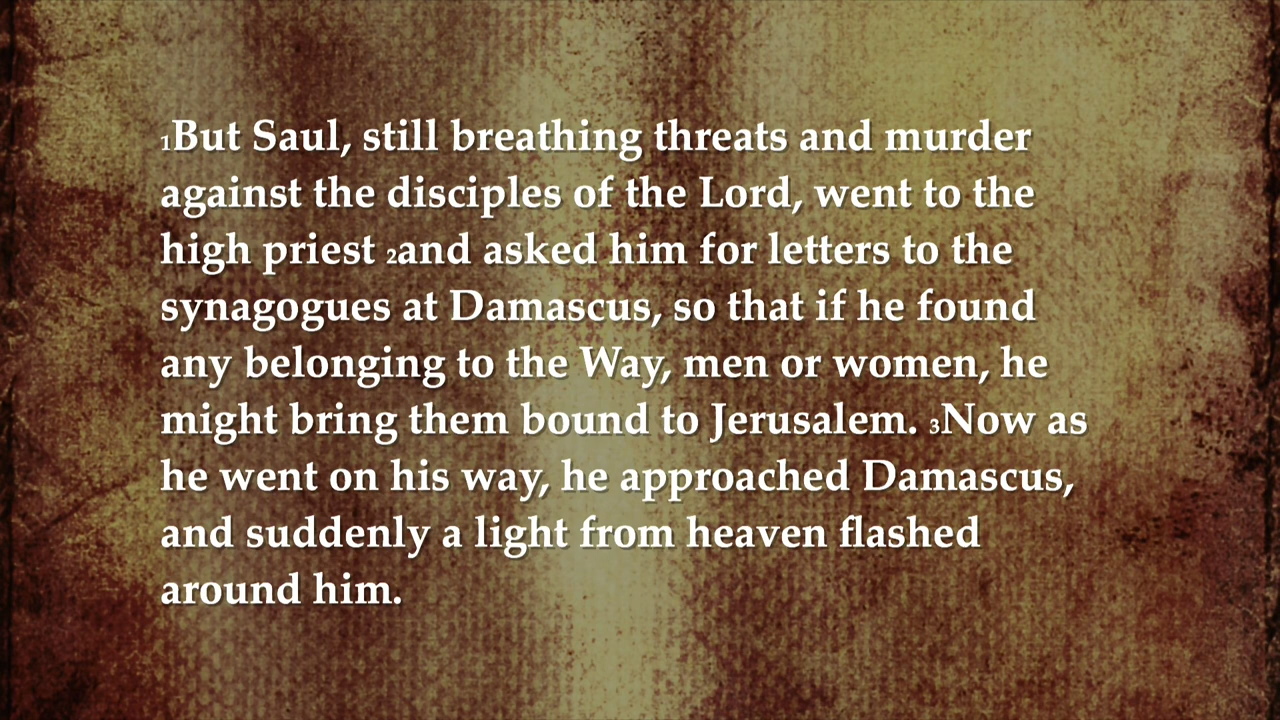 1But Saul, still breathing threats and murder
against the disciples of the Lord, went to the
high priest 2and asked him for letters to the
synagogues at Damascus, so that if he found
any belonging to the Way, men or women, he
might bring them bound to Jerusalem. 3Now as
he went on his way, he approached Damascus,
and suddenly a light from heaven flashed
around him.